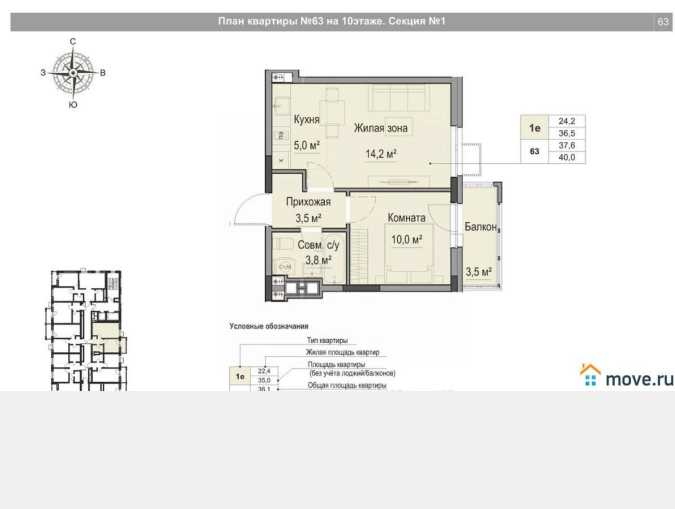 План квартиры №63 на 10этаже. Секция №1
63
С
З
В
Ю
Кухня
5,0 м²
Жилая зона
14,2 м²
1е
63
24,2
36,5
37,6
40,0
Прихожая
3,5 м²
Комната
10,0 м²
Балкон
3,5 м²
Совм. с/у
3,8 м²
Условные обозначания
Тип квартиры
Жилая площадь квартир
Площадь квартиры
(без учёта лоджий/балконов)
Общая площадь квартиры
1е
22,4
35,0
36,1
move.ru